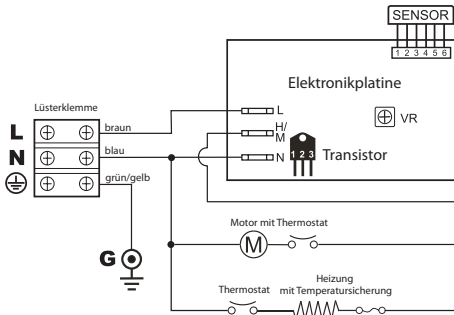 SENSOR
1 2 3 4 5 6
Elektronikplatine
Lüsterklemme
L
braun
L
VR
H/
M
N
blau
N
1 2 3
Transistor
grün/gelb
G
Motor mit Thermostat
M
Thermostat
Heizung
mit Temperatursicherung